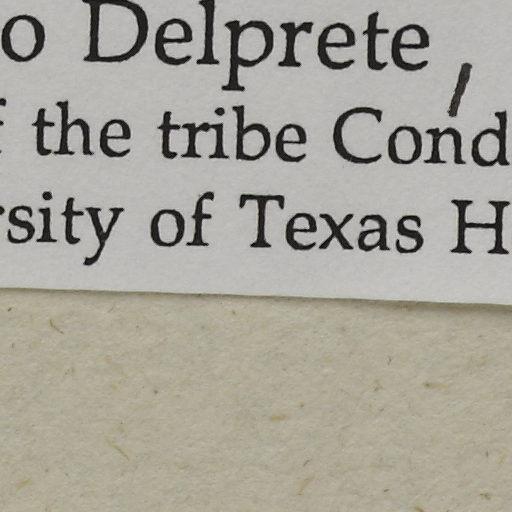 o Delprete,
f the tribe Cond
rsity of Texas H